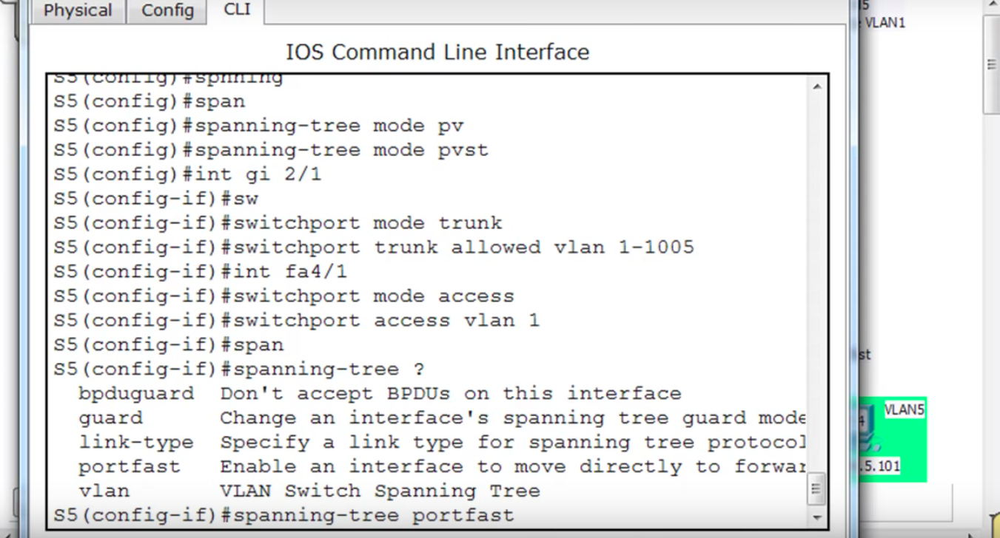 Physical
Config
CLI
15
VLAN1
IOS Command Line Interface
S5(config)#spnning
S5(config)#span
S5(config)#spanning-tree mode pv
S5(config)#spanning-tree mode pvst
S5(config)#int gi 2/1
S5(config-if)#sw
S5(config-if)#switchport mode trunk
S5(config-if)#switchport trunk allowed vlan 1-1005
S5(config-if)#int fa4/1
S5(config-if)#switchport mode access
S5(config-if)#switchport access vlan 1
S5(config-if)#span
S5(config-if)#spanning-tree ?
bpduguard Don't accept BPDUs on this interface
guard Change an interface's spanning tree guard mode
link-type Specify a link type for spanning tree protocol
portfast Enable an interface to move directly to forwar
vlan VLAN Switch Spanning Tree
S5(config-if)#spanning-tree portfast
st
VLAN5
4
.5.101